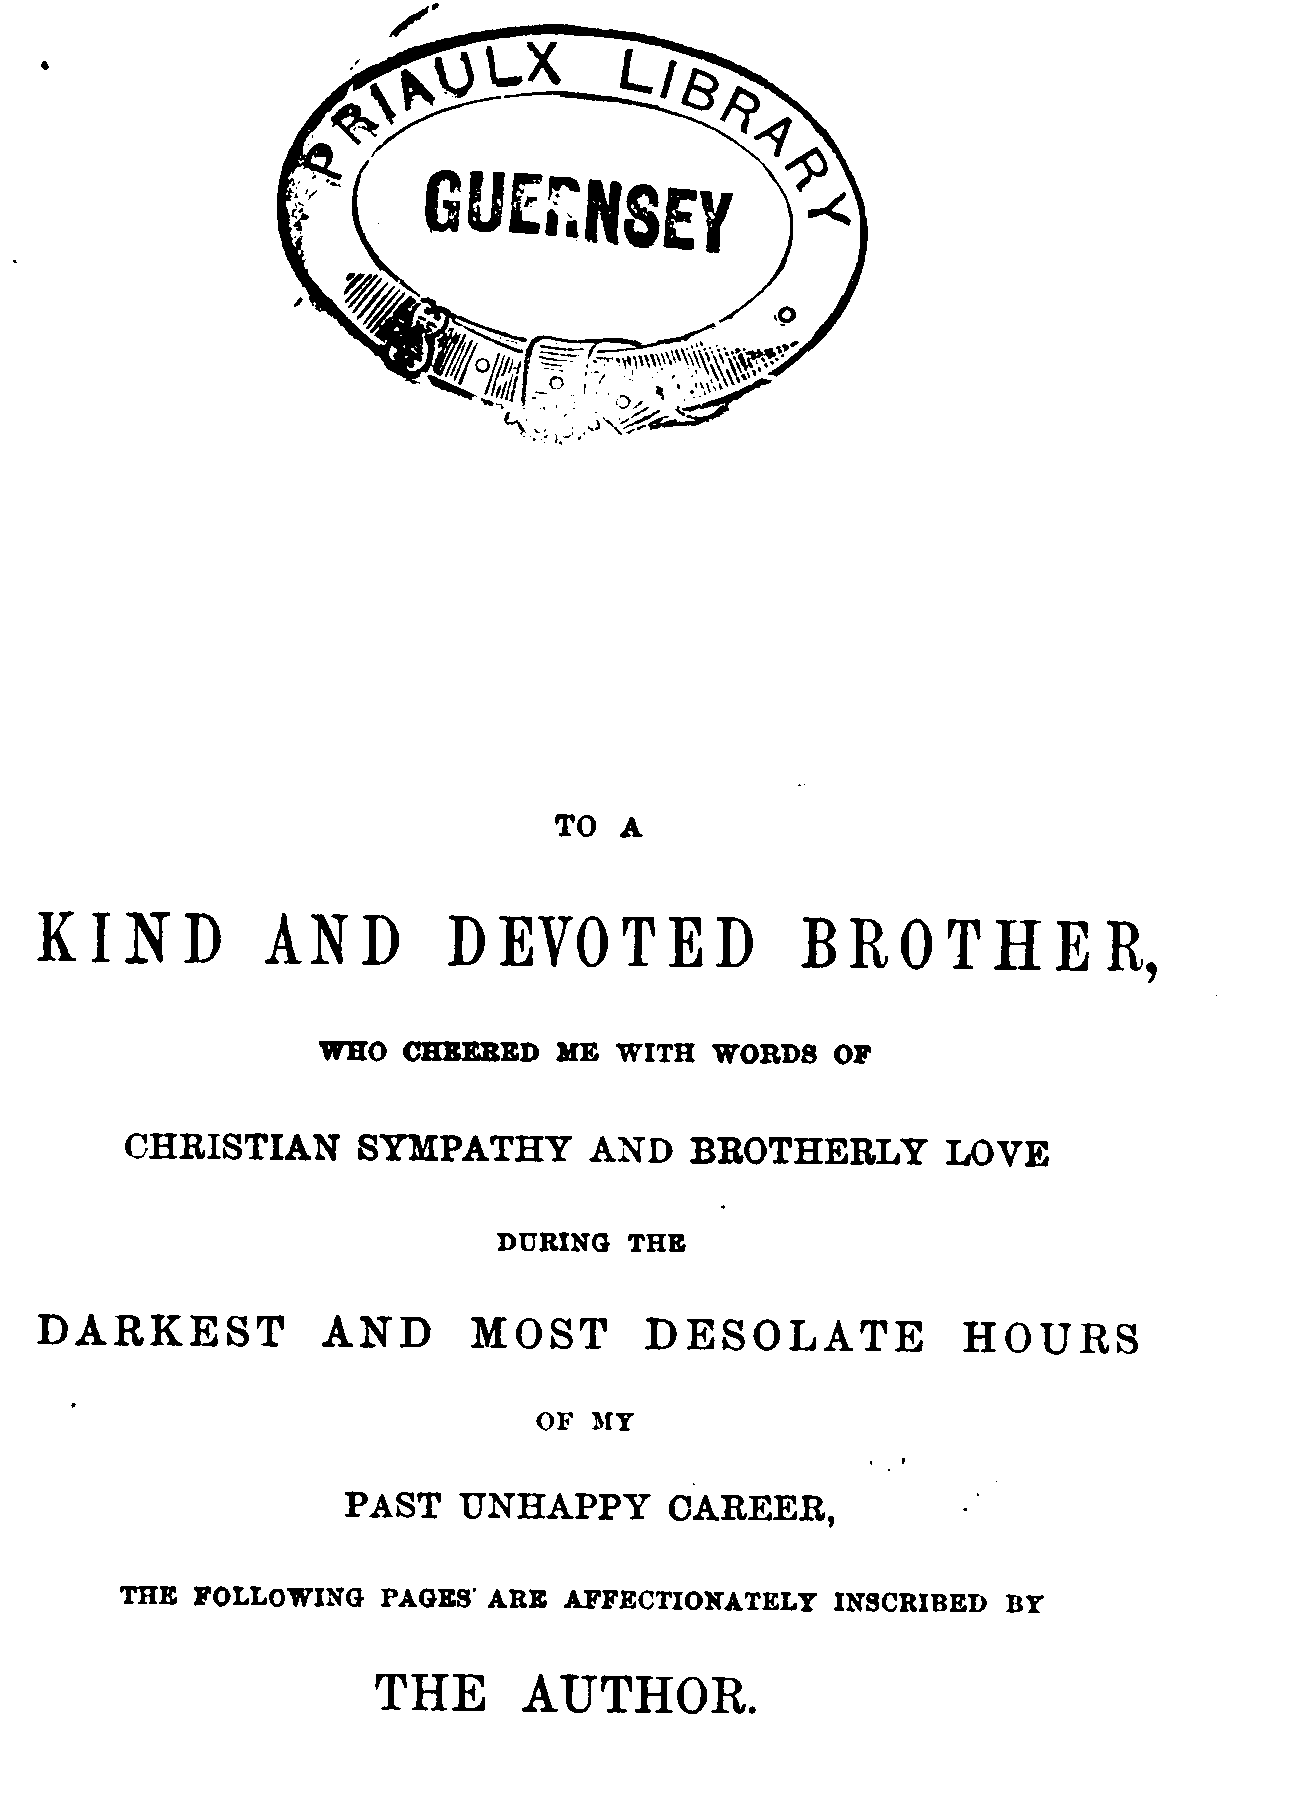 PRIAULX LIBRARY
GUERNSEY
TO A
KIND AND DEVOTED BROTHER,
WHO CHEERED ME WITH WORDS OF
CHRISTIAN SYMPATHY AND BROTHERLY LOVE
DURING THE
DARKEST AND MOST DESOLATE HOURS
OF MY
PAST UNHAPPY CAREER,
THE FOLLOWING PAGES ARE AFFECTIONATELY INSCRIBED BY
THE AUTHOR.